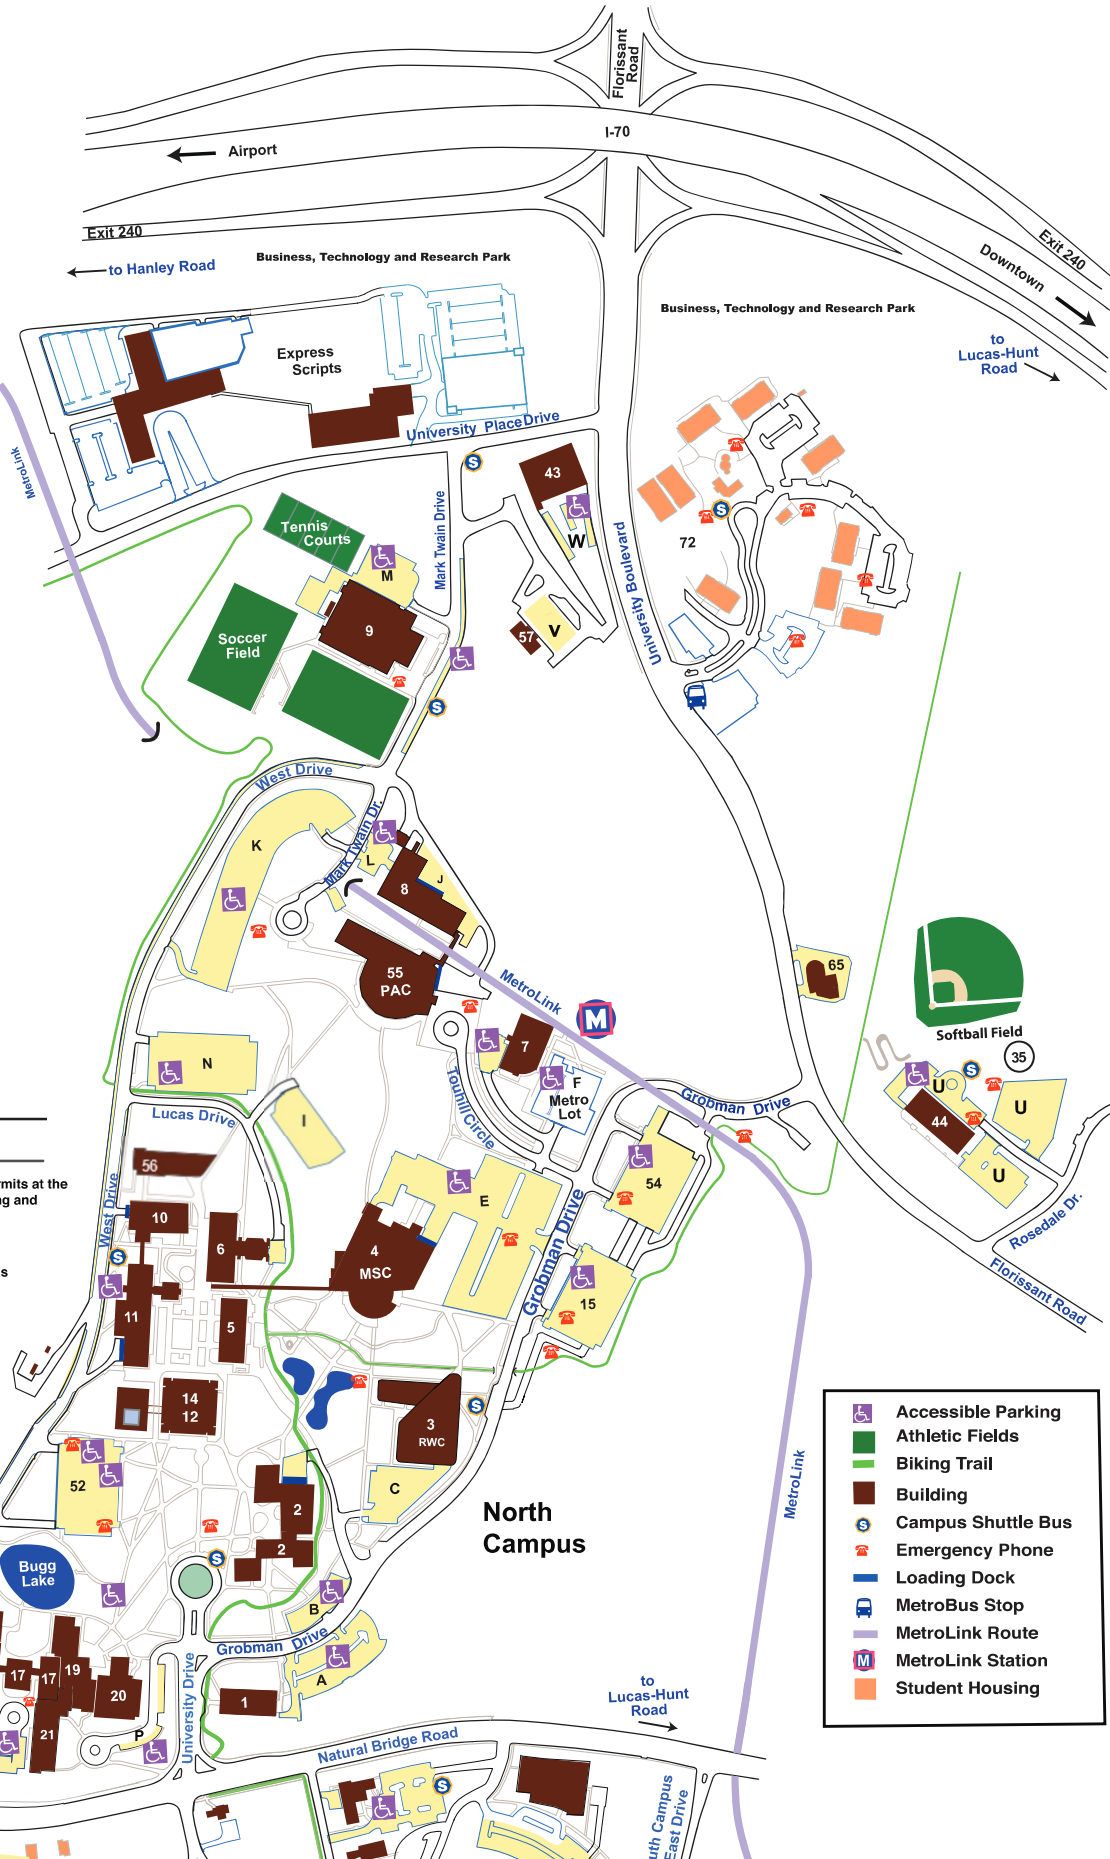 Florissant
Road
I-70
Airport
Exit 240
Exit 240
Downtown
to Hanley Road
Business, Technology and Research Park
Business, Technology and Research Park
to
Lucas-Hunt
Road
Express
Scripts
University Place Drive
MetroLink
S
43
W
Mark Twain Drive
Tennis
Courts
M
9
Soccer
Field
57
V
University Boulevard
72
S
S
West Drive
Mark Twain Dr.
K
L
J
8
55
PAC
MetroLink
M
65
7
F
Metro
Lot
Touhill Circle
Softball Field
35
S
U
U
44
U
N
Lucas Drive
I
Grobman Drive
Rosedale Dr.
Florissant Road
rmits at the
ng and
s
56
10
West Drive
S
6
11
5
4
MSC
E
54
15
Grobman Drive
14
12
3
RWC
S
52
C
2
2
S
North
Campus
MetroLink
Bugg
Lake
B
Grobman Drive
A
1
17
17
19
20
21
P
University Drive
Natural Bridge Road
to
Lucas-Hunt
Road
S
uth Campus
East Drive
Accessible Parking
Athletic Fields
Biking Trail
Building
S Campus Shuttle Bus
Emergency Phone
Loading Dock
MetroBus Stop
MetroLink Route
M MetroLink Station
Student Housing